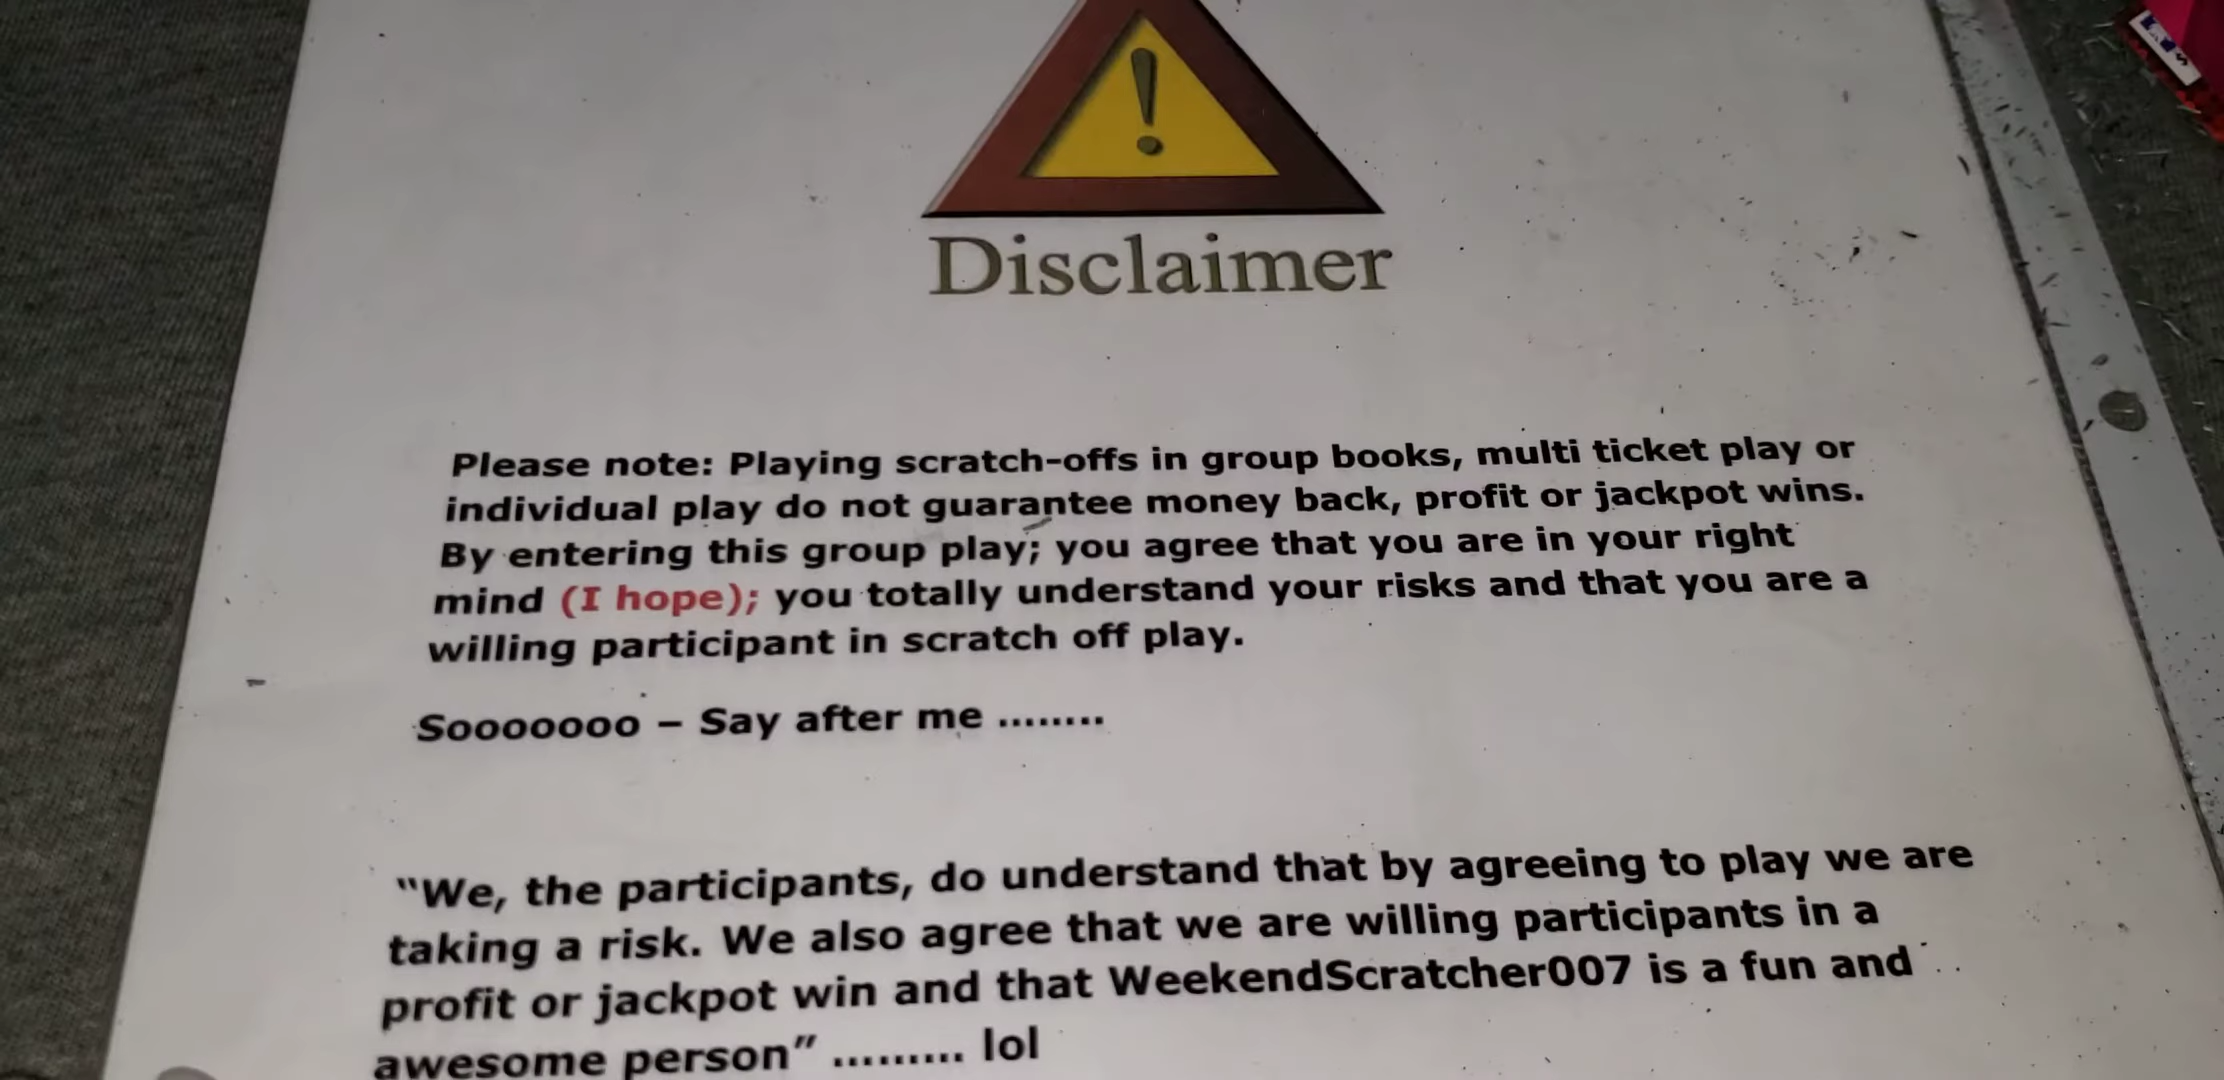 !
Disclaimer
Please note: Playing scratch-offs in group books, multi ticket play or
individual play do not guarantee money back, profit or jackpot wins.
By entering this group play; you agree that you are in your right
mind (I hope); you totally understand your risks and that you are a
willing participant in scratch off play.
Sooooooo – Say after me ........
“We, the participants, do understand that by agreeing to play we are
taking a risk. We also agree that we are willing participants in a
profit or jackpot win and that WeekendScratcher007 is a fun and
awesome person” ......... lol